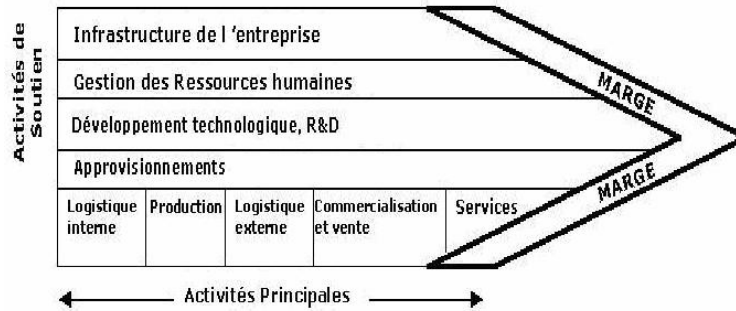 Activités de
Soutien
Infrastructure de l 'entreprise
Gestion des Ressources humaines
Développement technologique, R&D
Approvisionnements
Logistique
interne
Production
Logistique
externe
Commercialisation
et vente
Services
MARGE
MARGE
Activités Principales